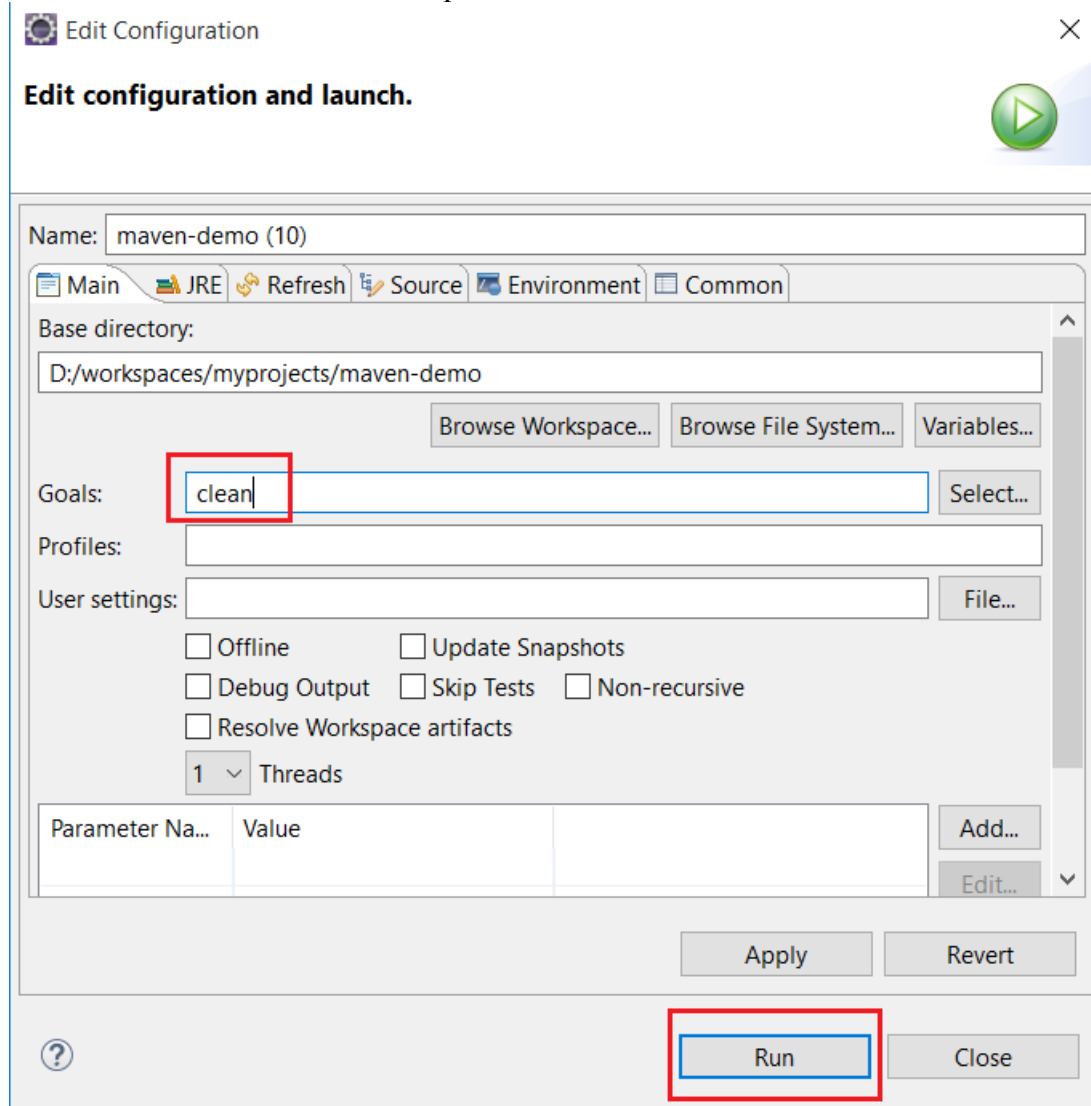 Edit Configuration
Edit configuration and launch.
Name: maven-demo (10)
Main JRE Refresh Source Environment Common
Base directory:
D:/workspaces/myprojects/maven-demo
Browse Workspace... Browse File System... Variables...
Goals: clean Select...
Profiles:
User settings: File...
Offline Update Snapshots
Debug Output Skip Tests Non-recursive
Resolve Workspace artifacts
1 Threads
Parameter Na... Value Add...
Edit...
Apply Revert
? Run Close